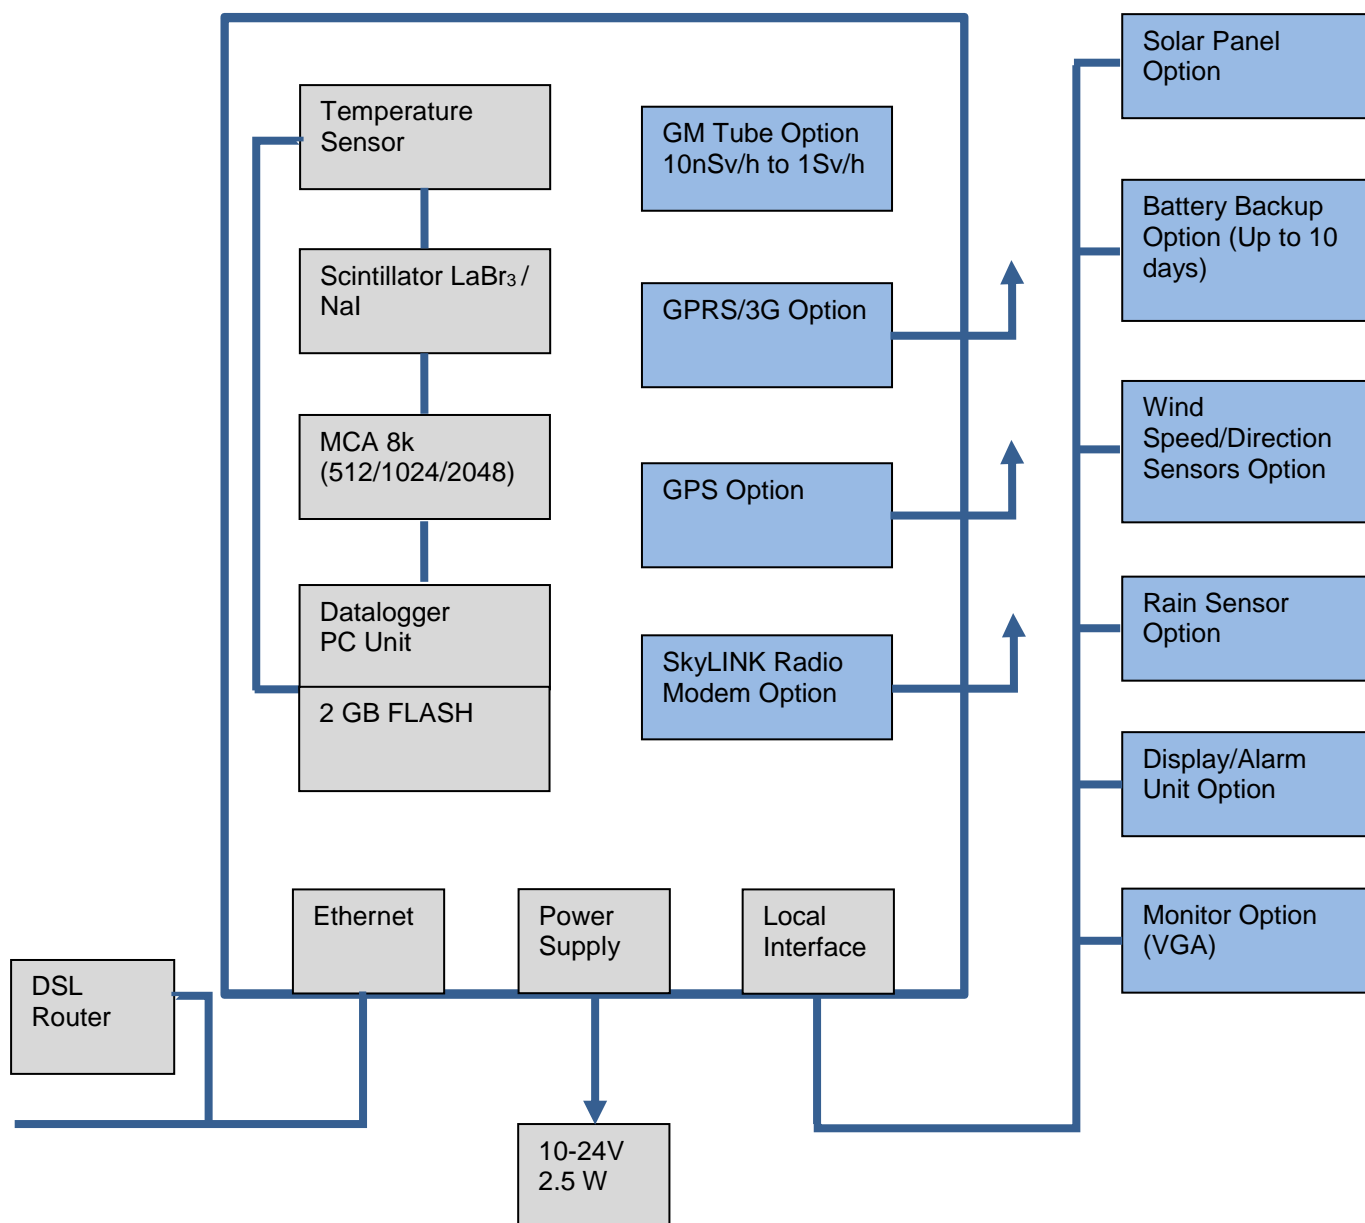 Temperature
Sensor
Scintillator LaBr₃ /
NaI
MCA 8k
(512/1024/2048)
Datalogger
PC Unit
2 GB FLASH
GM Tube Option
10nSv/h to 1Sv/h
GPRS/3G Option
GPS Option
SkyLINK Radio
Modem Option
Solar Panel
Option
Battery Backup
Option (Up to 10
days)
Wind
Speed/Direction
Sensors Option
Rain Sensor
Option
Display/Alarm
Unit Option
Monitor Option
(VGA)
Ethernet
Power
Supply
Local
Interface
DSL
Router
10-24V
2.5 W